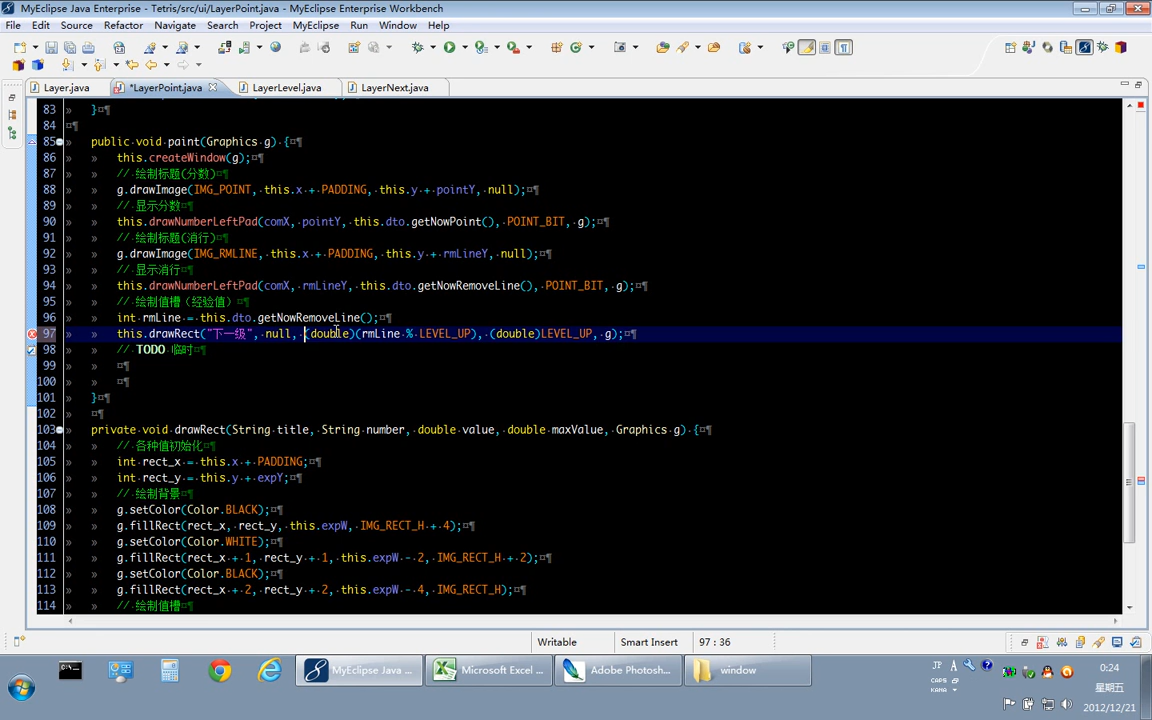 MyEclipse Java Enterprise - Tetris/src/ui/LayerPoint.java - MyEclipse Enterprise Workbench
File Edit Source Refactor Navigate Search Project MyEclipse Run Window Help
Layer.java *LayerPoint.java LayerLevel.java LayerNext.java
83 }
84
85 public void paint(Graphics g) {
86 this.createWindow(g);
87 // 绘制标题(分数)
88 g.drawImage(IMG_POINT, this.x + PADDING, this.y + pointY, null);
89 // 显示分数
90 this.drawNumberLeftPad(comX, pointY, this.dto.getNowPoint(), POINT_BIT, g);
91 // 绘制标题(消行)
92 g.drawImage(IMG_RMLINE, this.x + PADDING, this.y + rmLineY, null);
93 // 显示消行
94 this.drawNumberLeftPad(comX, rmLineY, this.dto.getNowRemoveLine(), POINT_BIT, g);
95 // 绘制值槽（经验值）
96 int rmLine = this.dto.getNowRemoveLine();
97 this.drawRect("下一级", null, (double)(rmLine % LEVEL_UP), (double)LEVEL_UP, g);
98 // TODO 临时
99
100
101 }
102
103 private void drawRect(String title, String number, double value, double maxValue, Graphics g) {
104 // 各种值初始化
105 int rect_x = this.x + PADDING;
106 int rect_y = this.y + expY;
107 // 绘制背景
108 g.setColor(Color.BLACK);
109 g.fillRect(rect_x, rect_y, this.expW, IMG_RECT_H + 4);
110 g.setColor(Color.WHITE);
111 g.fillRect(rect_x + 1, rect_y + 1, this.expW - 2, IMG_RECT_H + 2);
112 g.setColor(Color.BLACK);
113 g.fillRect(rect_x + 2, rect_y + 2, this.expW - 4, IMG_RECT_H);
114 // 绘制值槽
Writable Smart Insert 97 : 36
MyEclipse Java ... Microsoft Excel ... Adobe Photosh... window
JP A
CAPS
KANA
0:24
星期五
2012/12/21